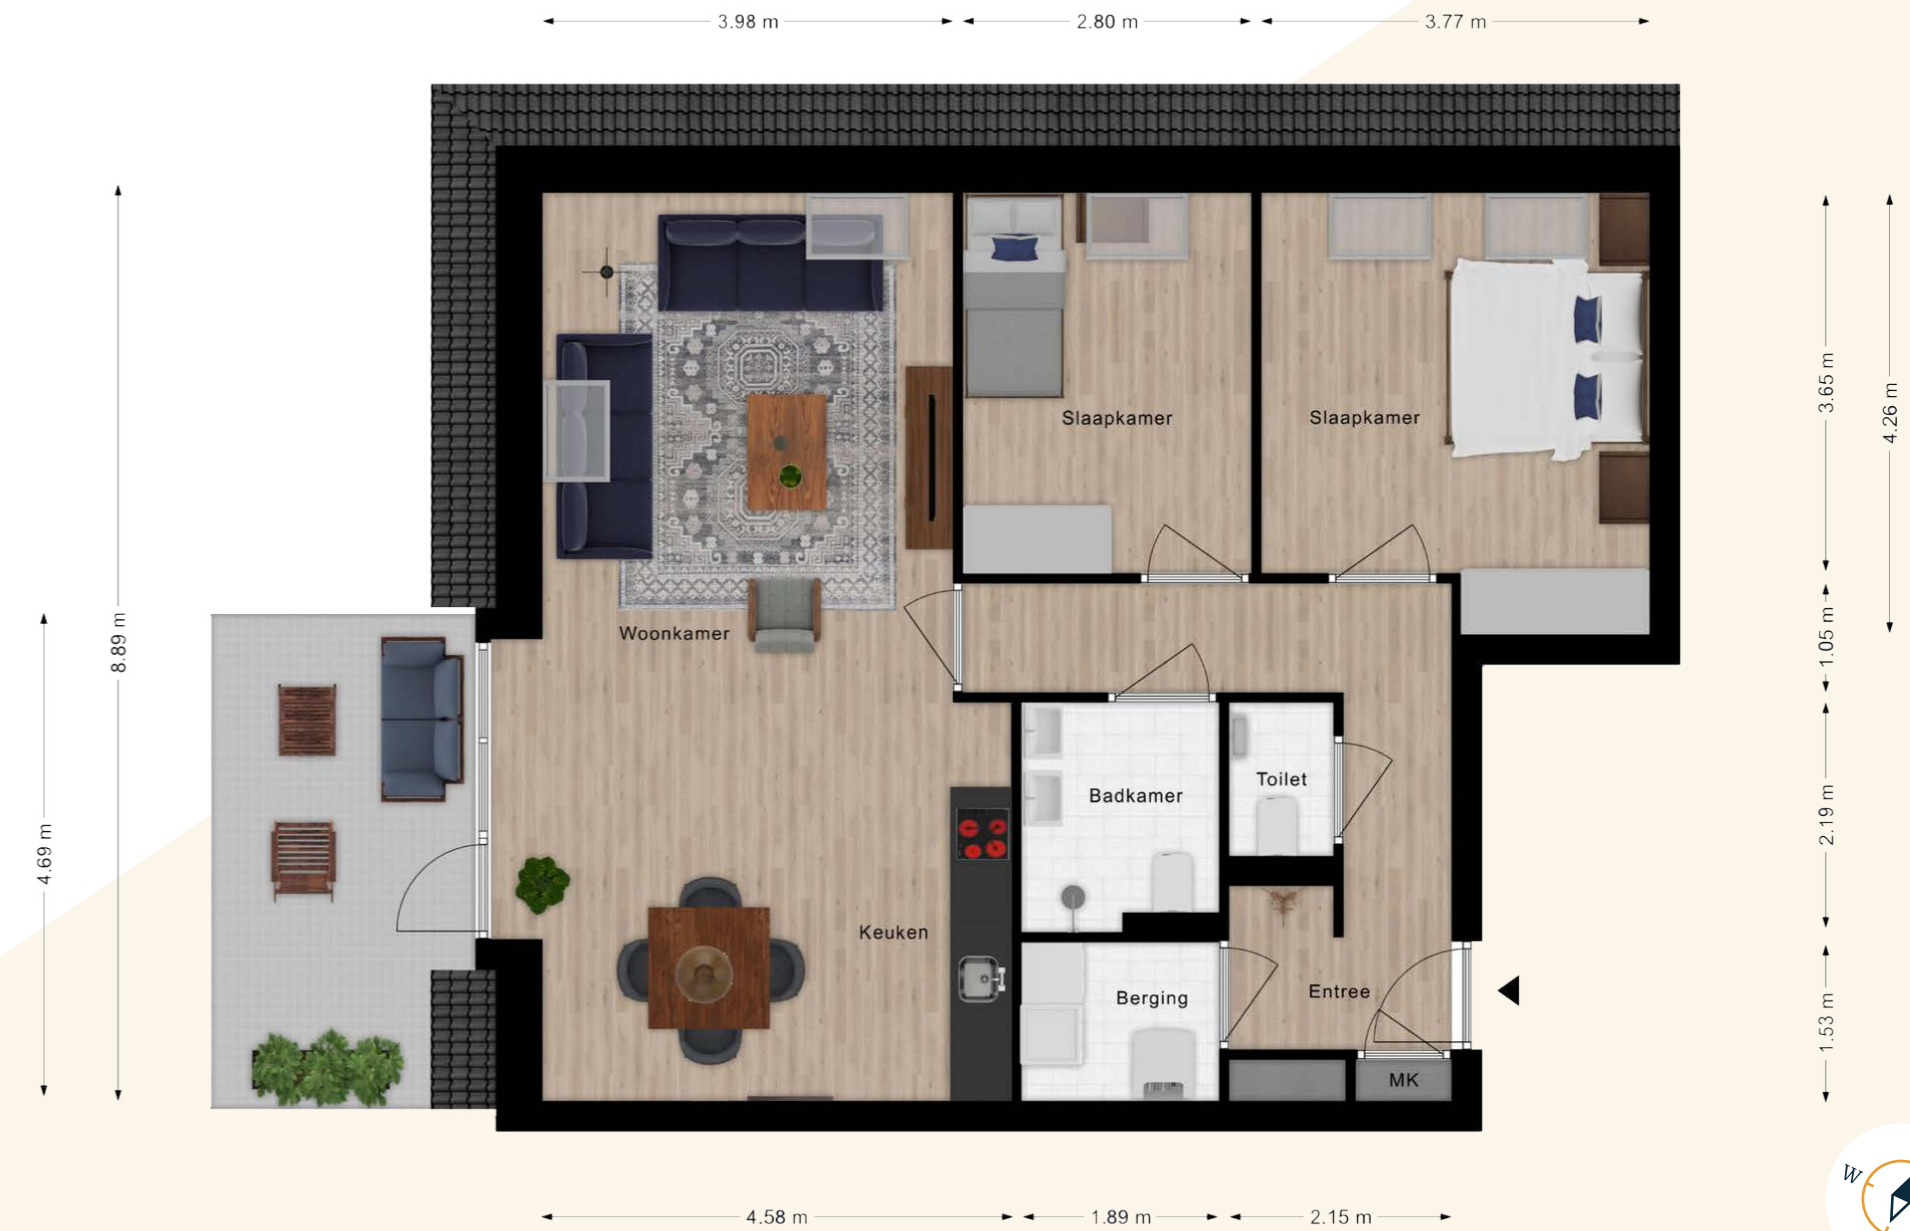 3.98 m
2.80 m
3.77 m
Slaapkamer
Slaapkamer
3.65 m
4.26 m
Woonkamer
8.89 m
1.05 m
Toilet
Badkamer
2.19 m
4.69 m
Keuken
Entree
Berging
1.53 m
MK
W
4.58 m
1.89 m
2.15 m